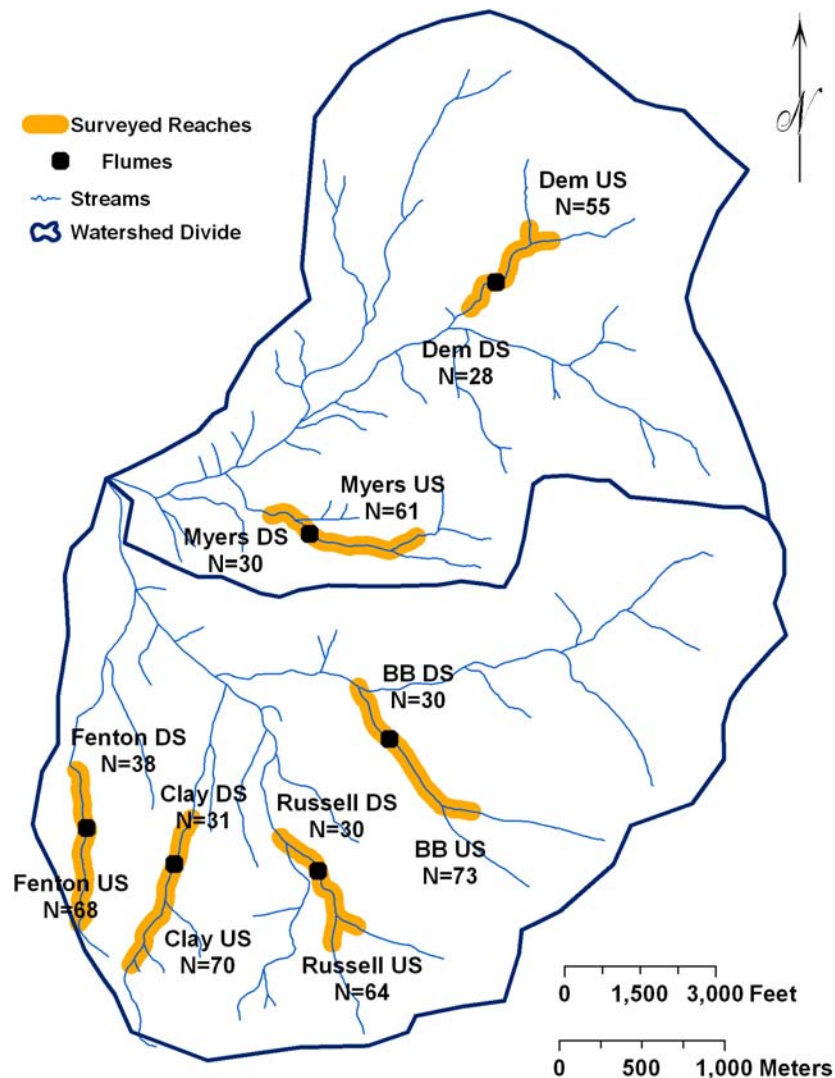 Surveyed Reaches
Flumes
Streams
Watershed Divide
N
Dem US
N=55
Dem DS
N=28
Myers US
N=61
Myers DS
N=30
BB DS
N=30
Fenton DS
N=38
Clay DS
N=31
Russell DS
N=30
BB US
N=73
Fenton US
N=68
Clay US
N=70
Russell US
N=64
0 1,500 3,000 Feet
0 500 1,000 Meters